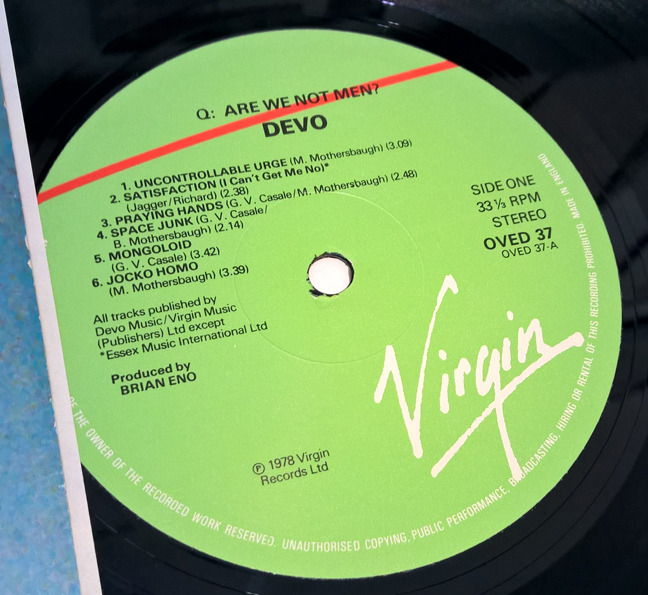 Q: ARE WE NOT MEN?
DEVO
1. UNCONTROLLABLE URGE (M. Mothersbaugh) (3.09)
2. SATISFACTION (I Can't Get Me No)*
(Jagger/Richard) (2.38)
3. PRAYING HANDS (G. V. Casale/M. Mothersbaugh) (2.48)
4. SPACE JUNK (G. V. Casale/
B. Mothersbaugh) (2.14)
5. MONGOLOID
(G. V. Casale) (3.42)
6. JOCKO HOMO
(M. Mothersbaugh) (3.39)
All tracks published by
Devo Music/Virgin Music
(Publishers) Ltd except
*Essex Music International Ltd
Produced by
BRIAN ENO
SIDE ONE
33⅓ RPM
STEREO
OVED 37
OVED 37-A
Virgin
℗ 1978 Virgin
Records Ltd
OF THE OWNER OF THE RECORDED WORK RESERVED. UNAUTHORISED COPYING, PUBLIC PERFORMANCE, BROADCASTING, HIRING OR RENTAL OF THIS RECORDING PROHIBITED. MADE IN ENGLAND